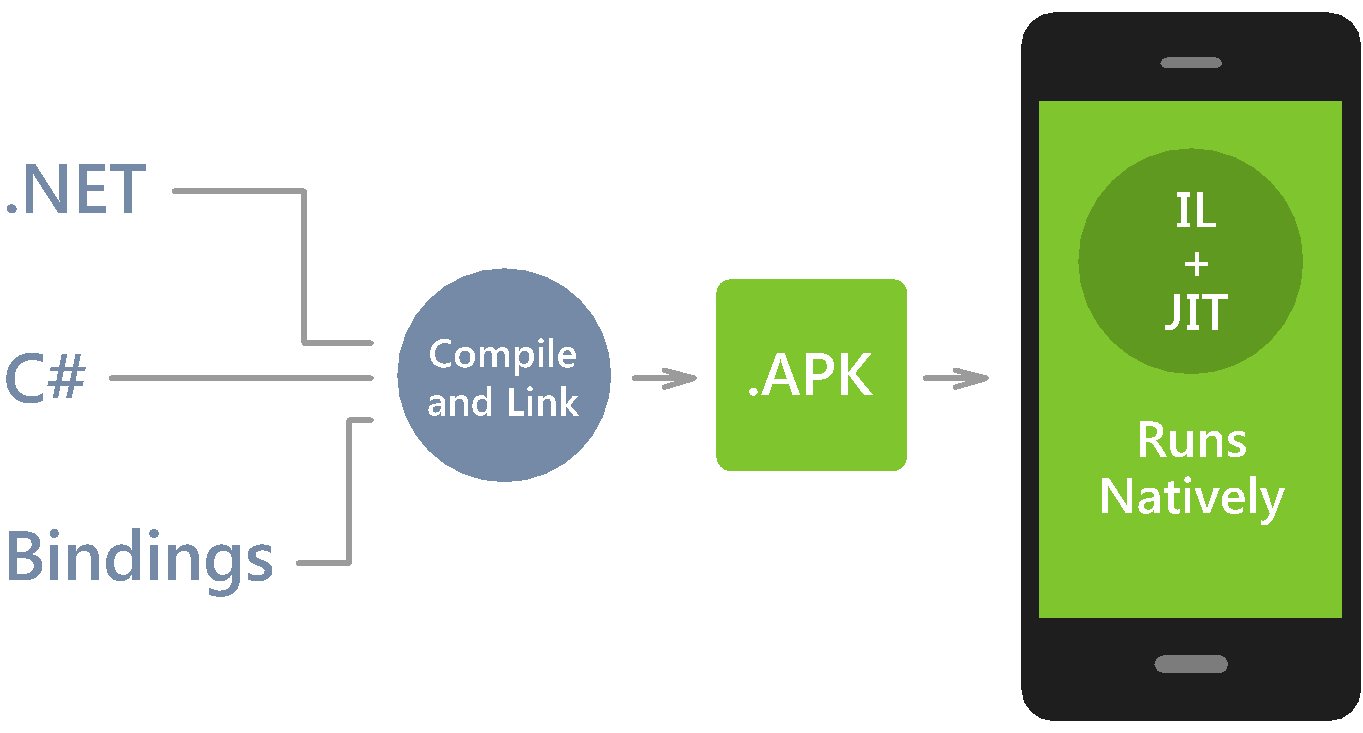 .NET
C#
Bindings
Compile
and Link
.APK
IL
+
JIT
Runs
Natively